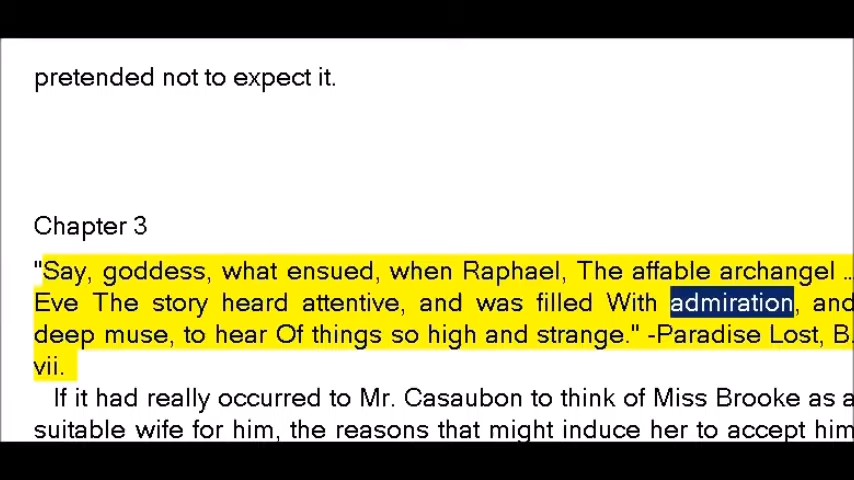 pretended not to expect it.
Chapter 3
"Say, goddess, what ensued, when Raphael, The affable archangel ..
Eve The story heard attentive, and was filled With admiration, and
deep muse, to hear Of things so high and strange." -Paradise Lost, B.
vii.
If it had really occurred to Mr. Casaubon to think of Miss Brooke as a
suitable wife for him, the reasons that might induce her to accept him